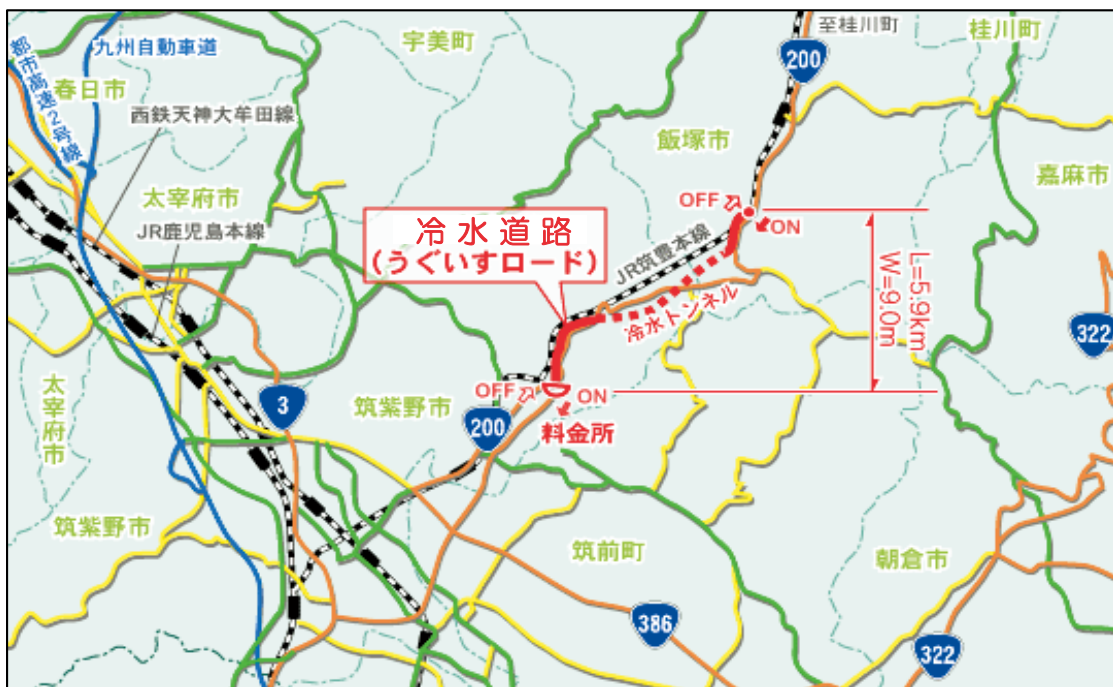 至桂川町
桂川町
宇美町
九州自動車道
都市高速2号線
春日市
200
西鉄天神大牟田線
飯塚市
嘉麻市
太宰府市
OFF
ON
冷水道路
(うぐいすロード)
JR鹿児島本線
JR筑豊本線
冷水トンネル
L=5.9km
W=9.0m
322
太宰府市
3
筑紫野市
OFF
ON
200
料金所
筑紫野市
筑前町
朝倉市
386
322